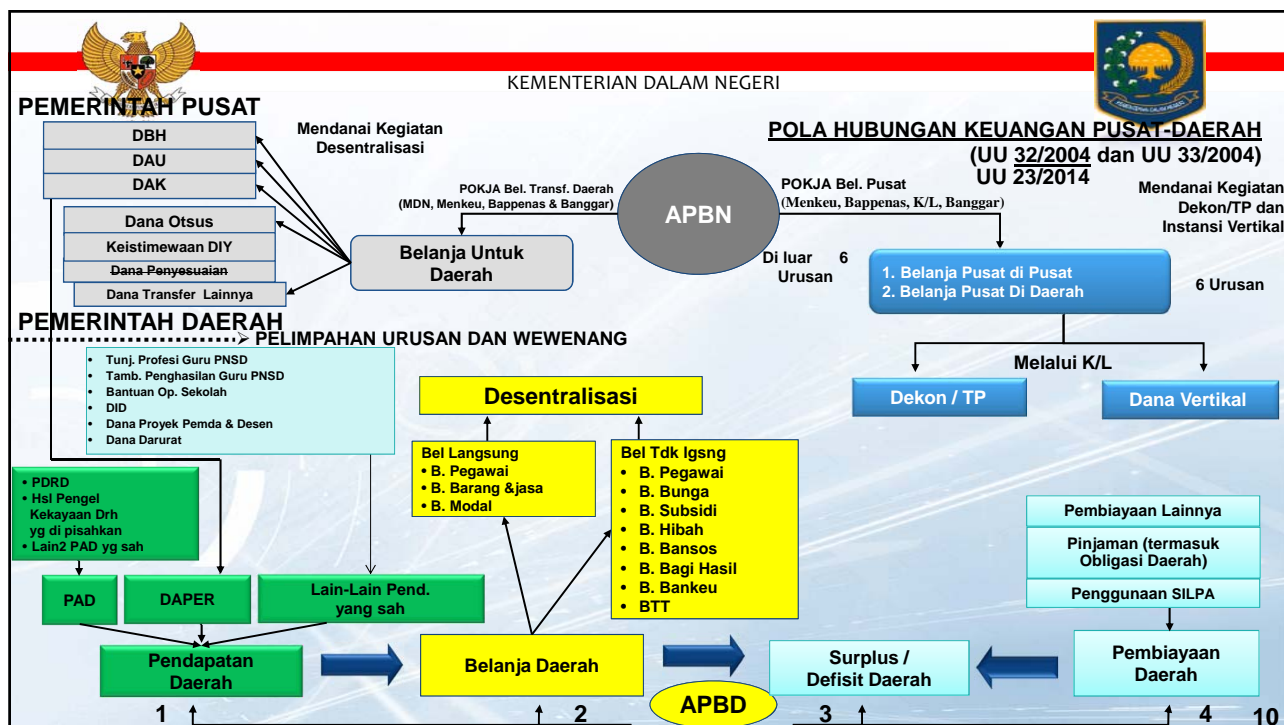 KEMENTERIAN DALAM NEGERI
PEMERINTAH PUSAT
DBH
DAU
DAK
Mendanai Kegiatan
Desentralisasi
Dana Otsus
Keistimewaan DIY
Dana Penyesuaian
Dana Transfer Lainnya
POKJA Bel. Transf. Daerah
(MDN, Menkeu, Bappenas & Banggar)
Belanja Untuk
Daerah
APBN
KEMENTERIAN DALAM NEGERI
POLA HUBUNGAN KEUANGAN PUSAT-DAERAH
(UU 32/2004 dan UU 33/2004)
UU 23/2014
POKJA Bel. Pusat
(Menkeu, Bappenas, K/L, Banggar)
Mendanai Kegiatan
Dekon/TP dan
Instansi Vertikal
Di luar 6
Urusan
1. Belanja Pusat di Pusat
2. Belanja Pusat Di Daerah
6 Urusan
Melalui K/L
Dekon / TP
Dana Vertikal
PEMERINTAH DAERAH
➢ PELIMPAHAN URUSAN DAN WEWENANG
• Tunj. Profesi Guru PNSD
• Tamb. Penghasilan Guru PNSD
• Bantuan Op. Sekolah
• DID
• Dana Proyek Pemda & Desen
• Dana Darurat
Desentralisasi
Bel Langsung
• B. Pegawai
• B. Barang &jasa
• B. Modal
Bel Tdk lgsng
• B. Pegawai
• B. Bunga
• B. Subsidi
• B. Hibah
• B. Bansos
• B. Bagi Hasil
• B. Bankeu
• BTT
• PDRD
• Hsl Pengel
Kekayaan Drh
yg di pisahkan
• Lain2 PAD yg sah
PAD
DAPER
Lain-Lain Pend.
yang sah
Pembiayaan Lainnya
Pinjaman (termasuk
Obligasi Daerah)
Penggunaan SILPA
Pendapatan
Daerah
Belanja Daerah
Surplus /
Defisit Daerah
Pembiayaan
Daerah
APBD
1
2
3
4
10